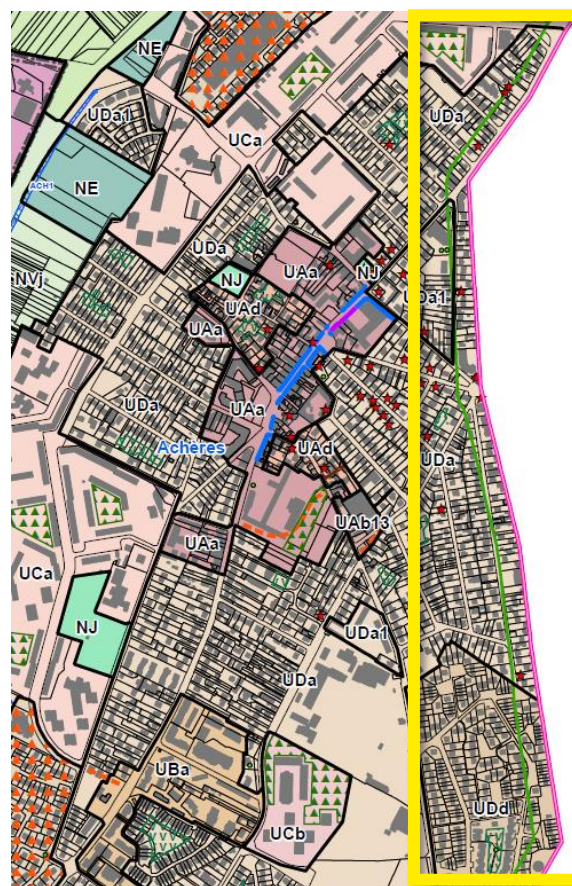 NE
UDa1
UDa
UCa
ACH1
NE
UDa
UAa
NJ
NVj
NJ
UAd
UDa1
UAa
UDa
UAa
Achères
UAd
UDa
UAb13
UAa
UCa
NJ
UDa1
UDa
UBa
UDd
UCb